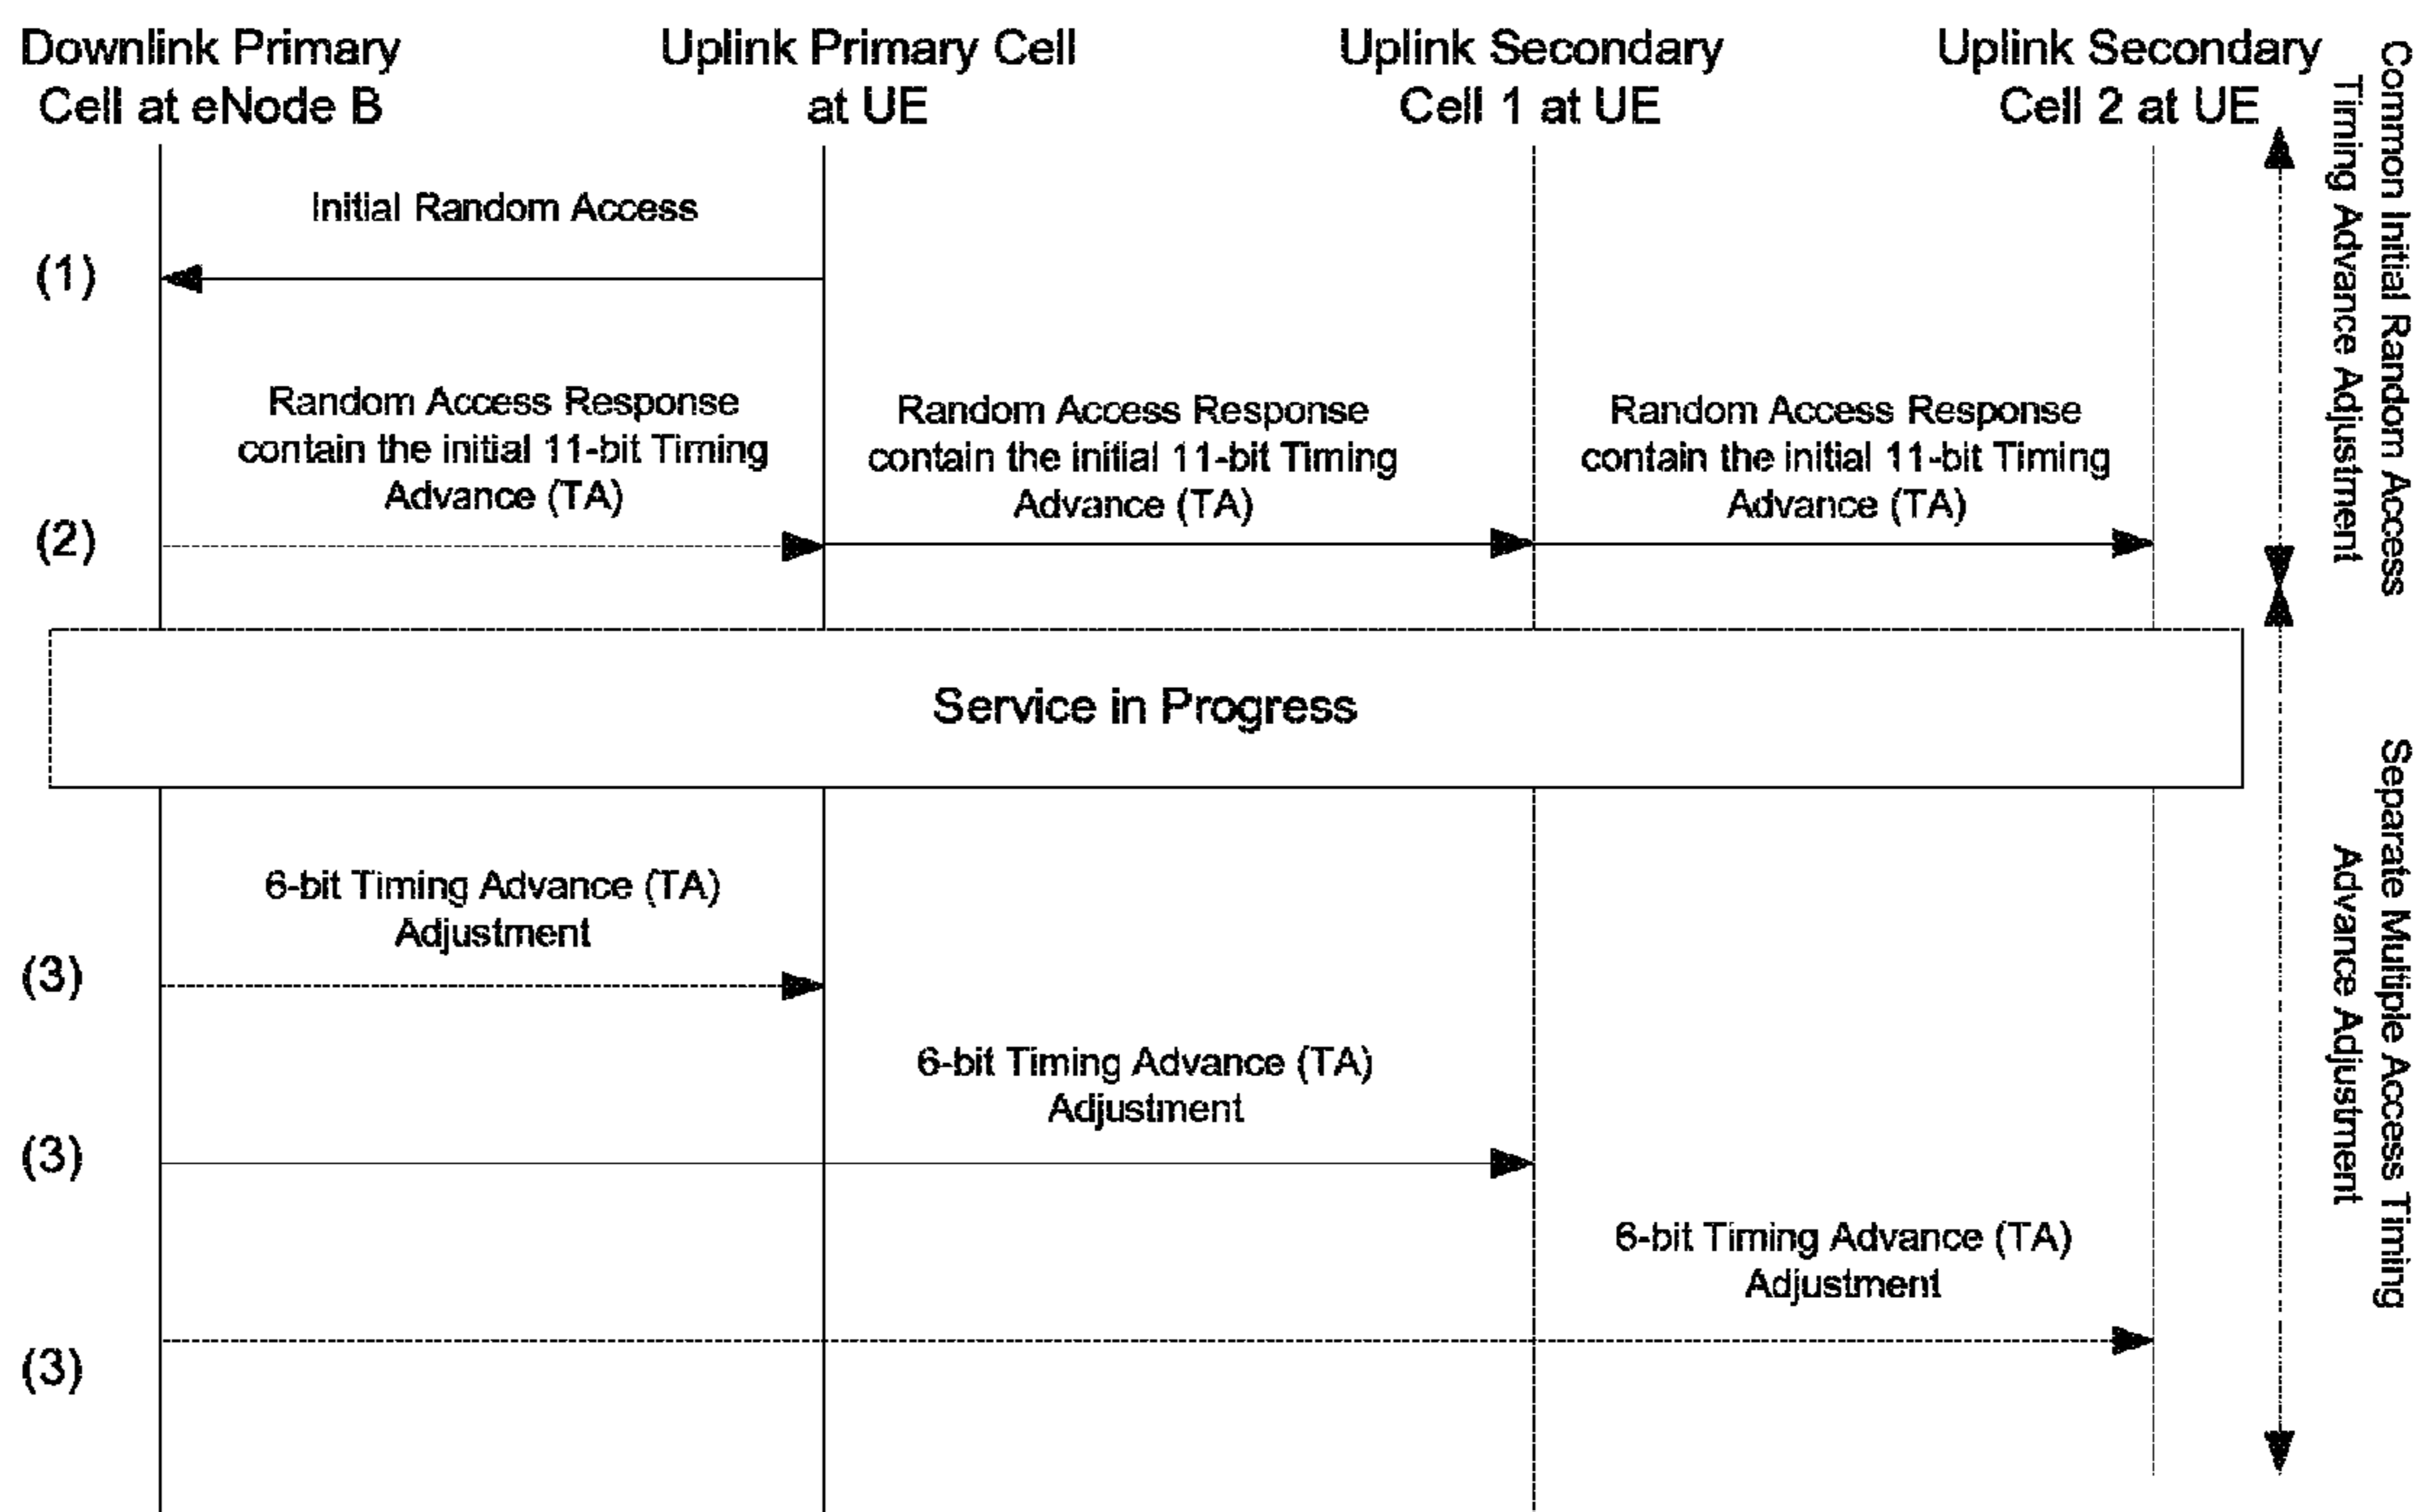 Downlink Primary
Cell at eNode B
Uplink Primary Cell
at UE
Uplink Secondary
Cell 1 at UE
Uplink Secondary
Cell 2 at UE
Common Initial Random Access
Timing Advance Adjustment
Initial Random Access
(1)
Random Access Response
contain the initial 11-bit Timing
Advance (TA)
Random Access Response
contain the initial 11-bit Timing
Advance (TA)
Random Access Response
contain the initial 11-bit Timing
Advance (TA)
(2)
Service in Progress
Separate Multiple Access Timing
Advance Adjustment
6-bit Timing Advance (TA)
Adjustment
(3)
6-bit Timing Advance (TA)
Adjustment
(3)
6-bit Timing Advance (TA)
Adjustment
(3)